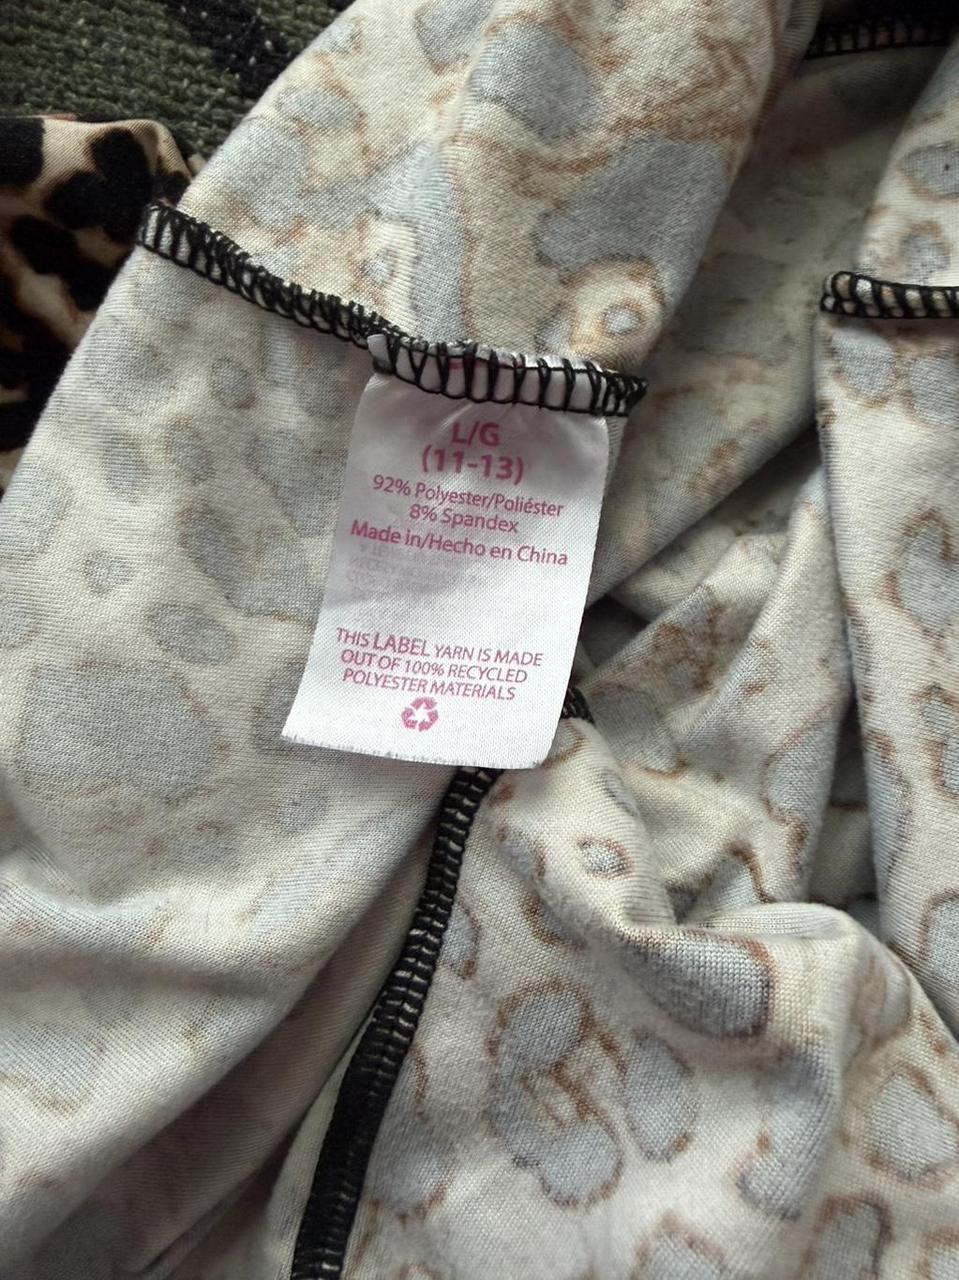 L/G
(11-13)
92% Polyester/Poliéster
8% Spandex
Made in/Hecho en China
THIS LABEL YARN IS MADE
OUT OF 100% RECYCLED
POLYESTER MATERIALS